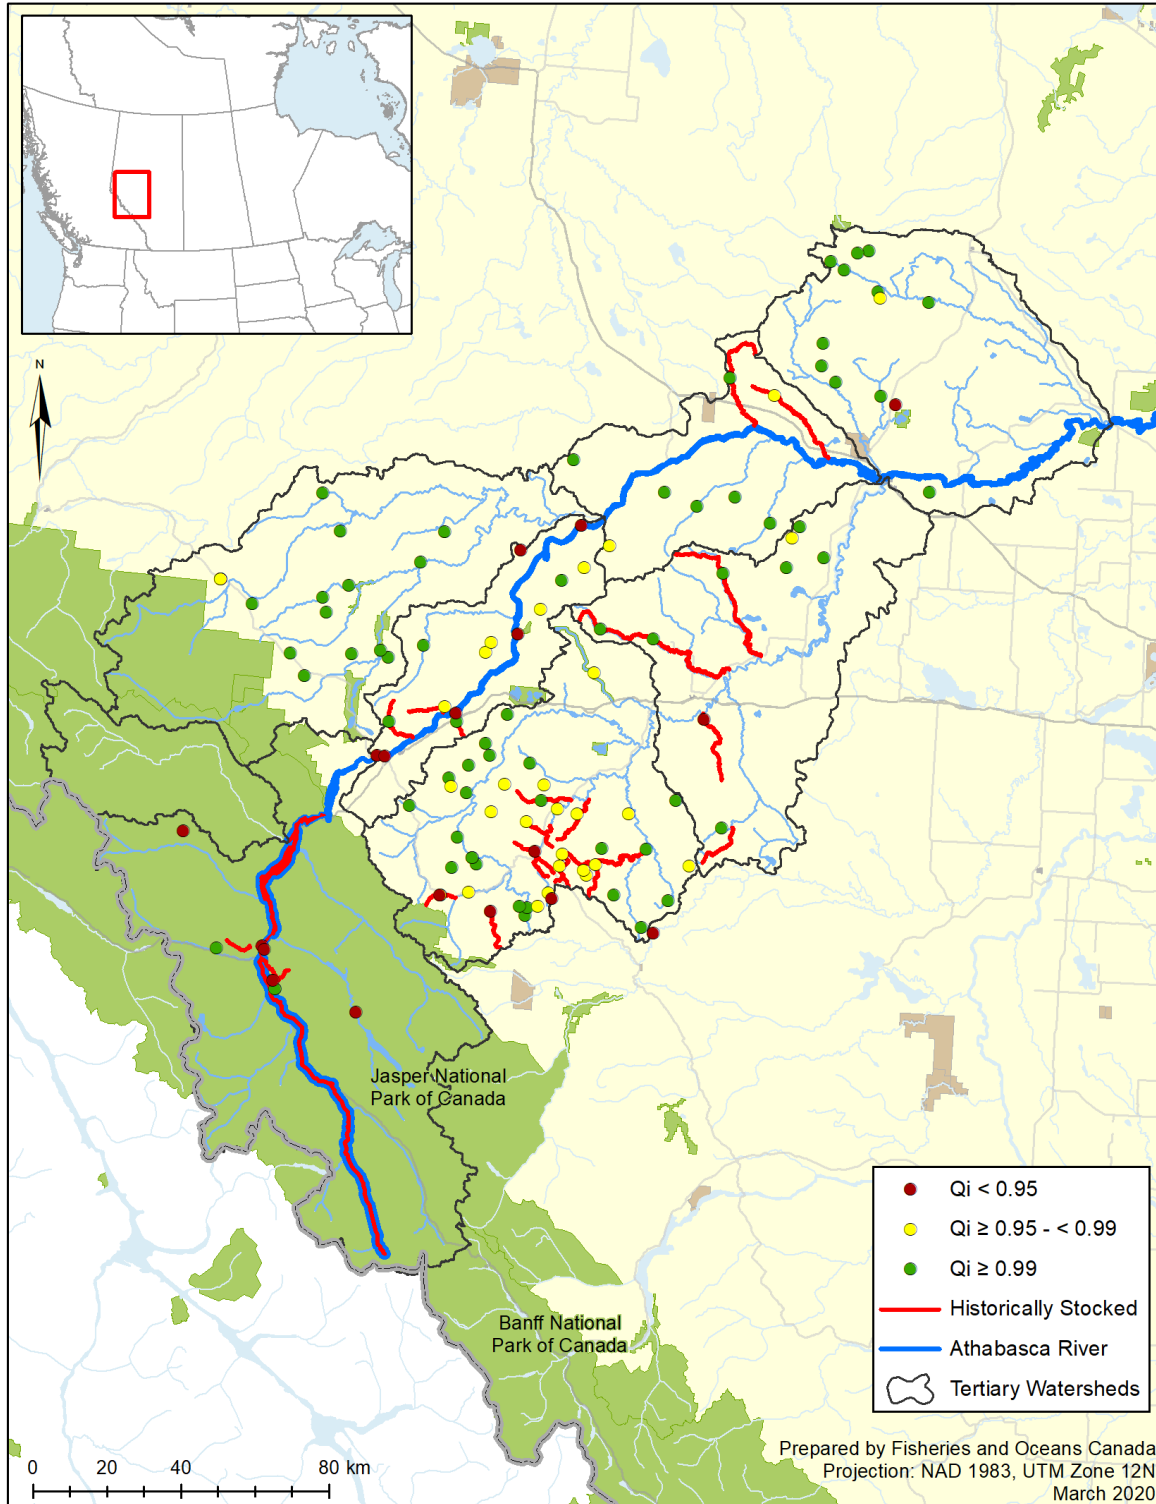 N
Jasper National
Park of Canada
Banff National
Park of Canada
Qi < 0.95
Qi ≥ 0.95 - < 0.99
Qi ≥ 0.99
Historically Stocked
Athabasca River
Tertiary Watersheds
0 20 40 80 km
Prepared by Fisheries and Oceans Canada
Projection: NAD 1983, UTM Zone 12N
March 2020